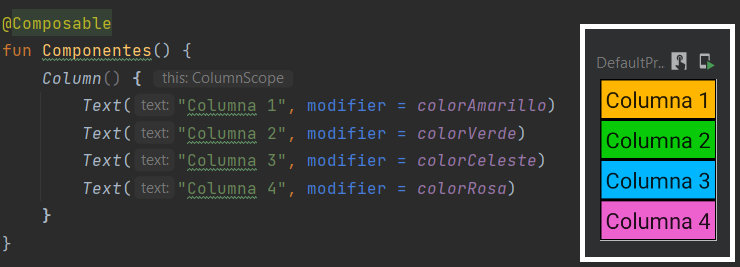 @Composable
fun Componentes() {
Column() { this: ColumnScope
Text( text: "Columna 1", modifier = colorAmarillo)
Text( text: "Columna 2", modifier = colorVerde)
Text( text: "Columna 3", modifier = colorCeleste)
Text( text: "Columna 4", modifier = colorRosa)
}
}
DefaultPr..
Columna 1
Columna 2
Columna 3
Columna 4